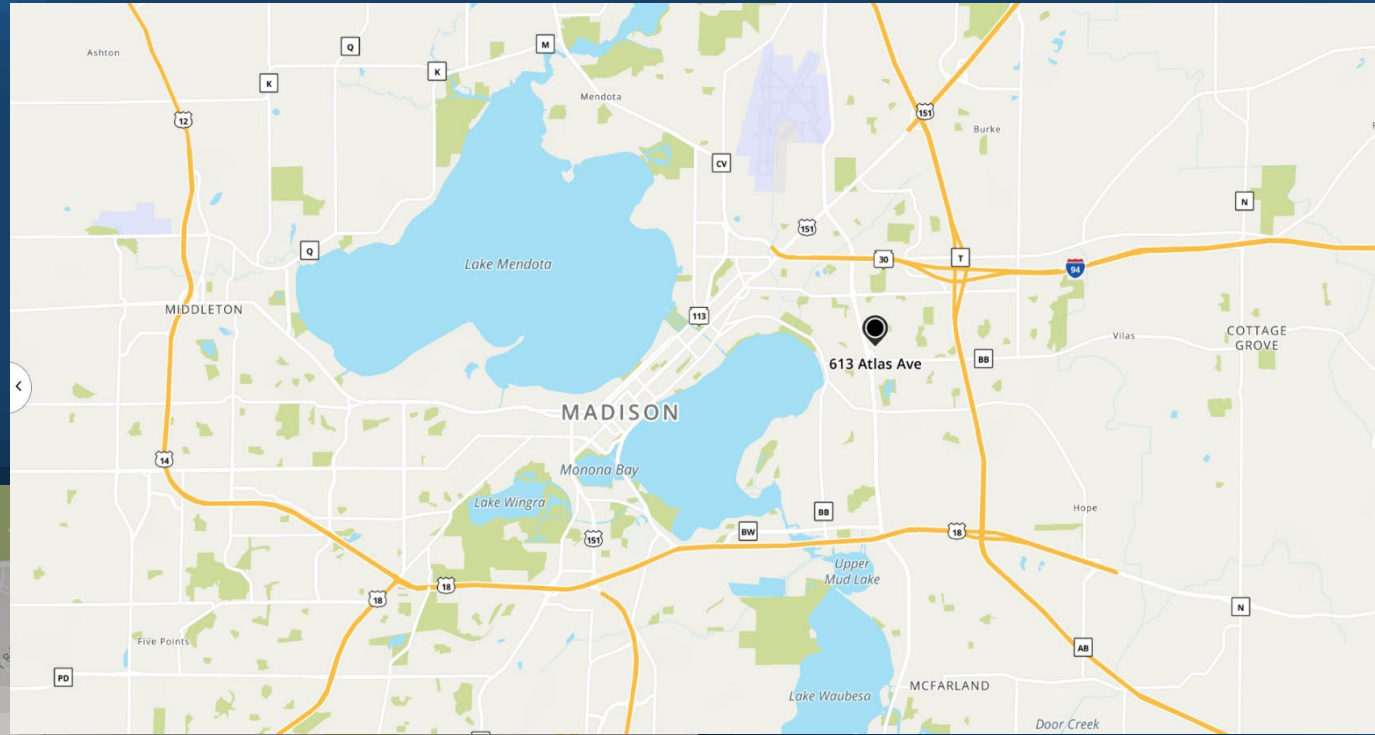 Ashton
Q
M
K
K
Mendota
12
151
Burke
CV
N
151
Q
Lake Mendota
30
T
94
MIDDLETON
113
Vilas
COTTAGE
GROVE
BB
613 Atlas Ave
MADISON
14
Monona Bay
Lake Wingra
Hope
BB
BW
151
18
Upper
Mud Lake
18
18
N
Five Points
AB
PD
MCFARLAND
Lake Waubesa
Door Creek